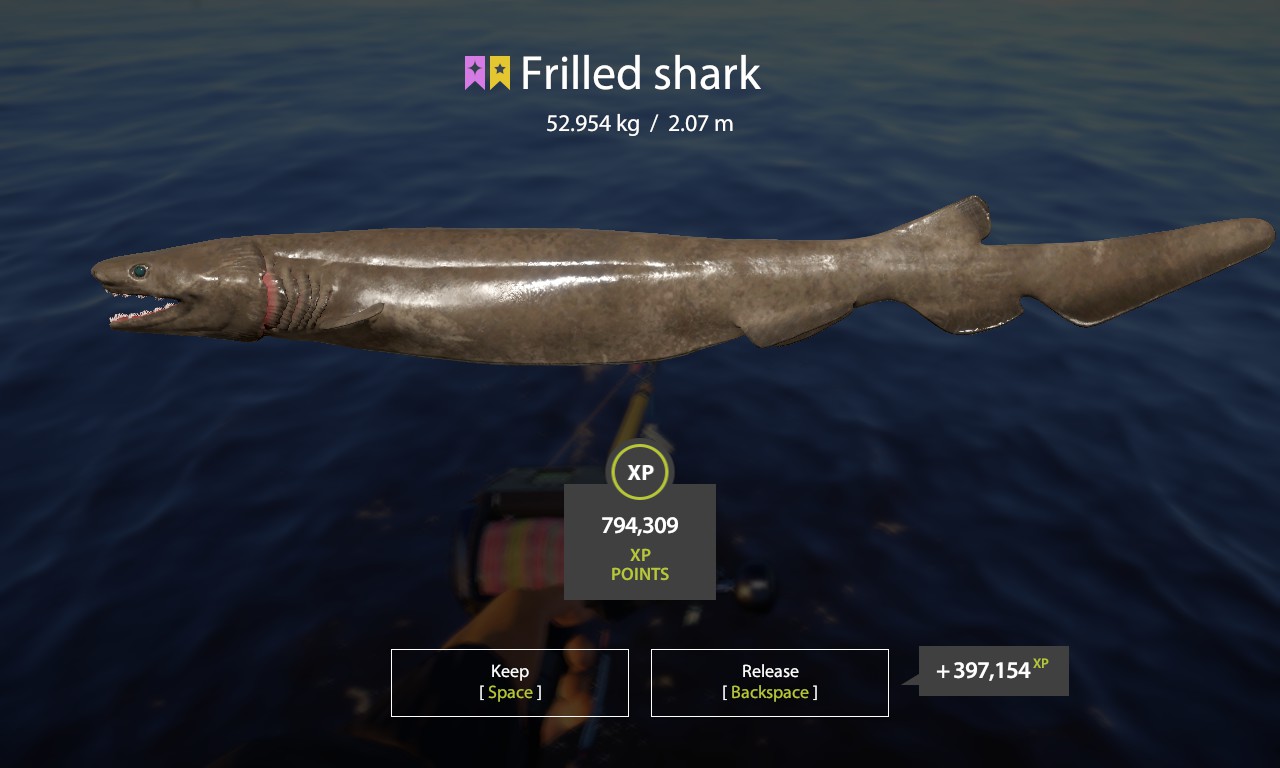 Frilled shark
52.954 kg / 2.07 m
XP
794,309
XP
POINTS
Keep
[ Space ]
Release
[ Backspace ]
+397,154 XP